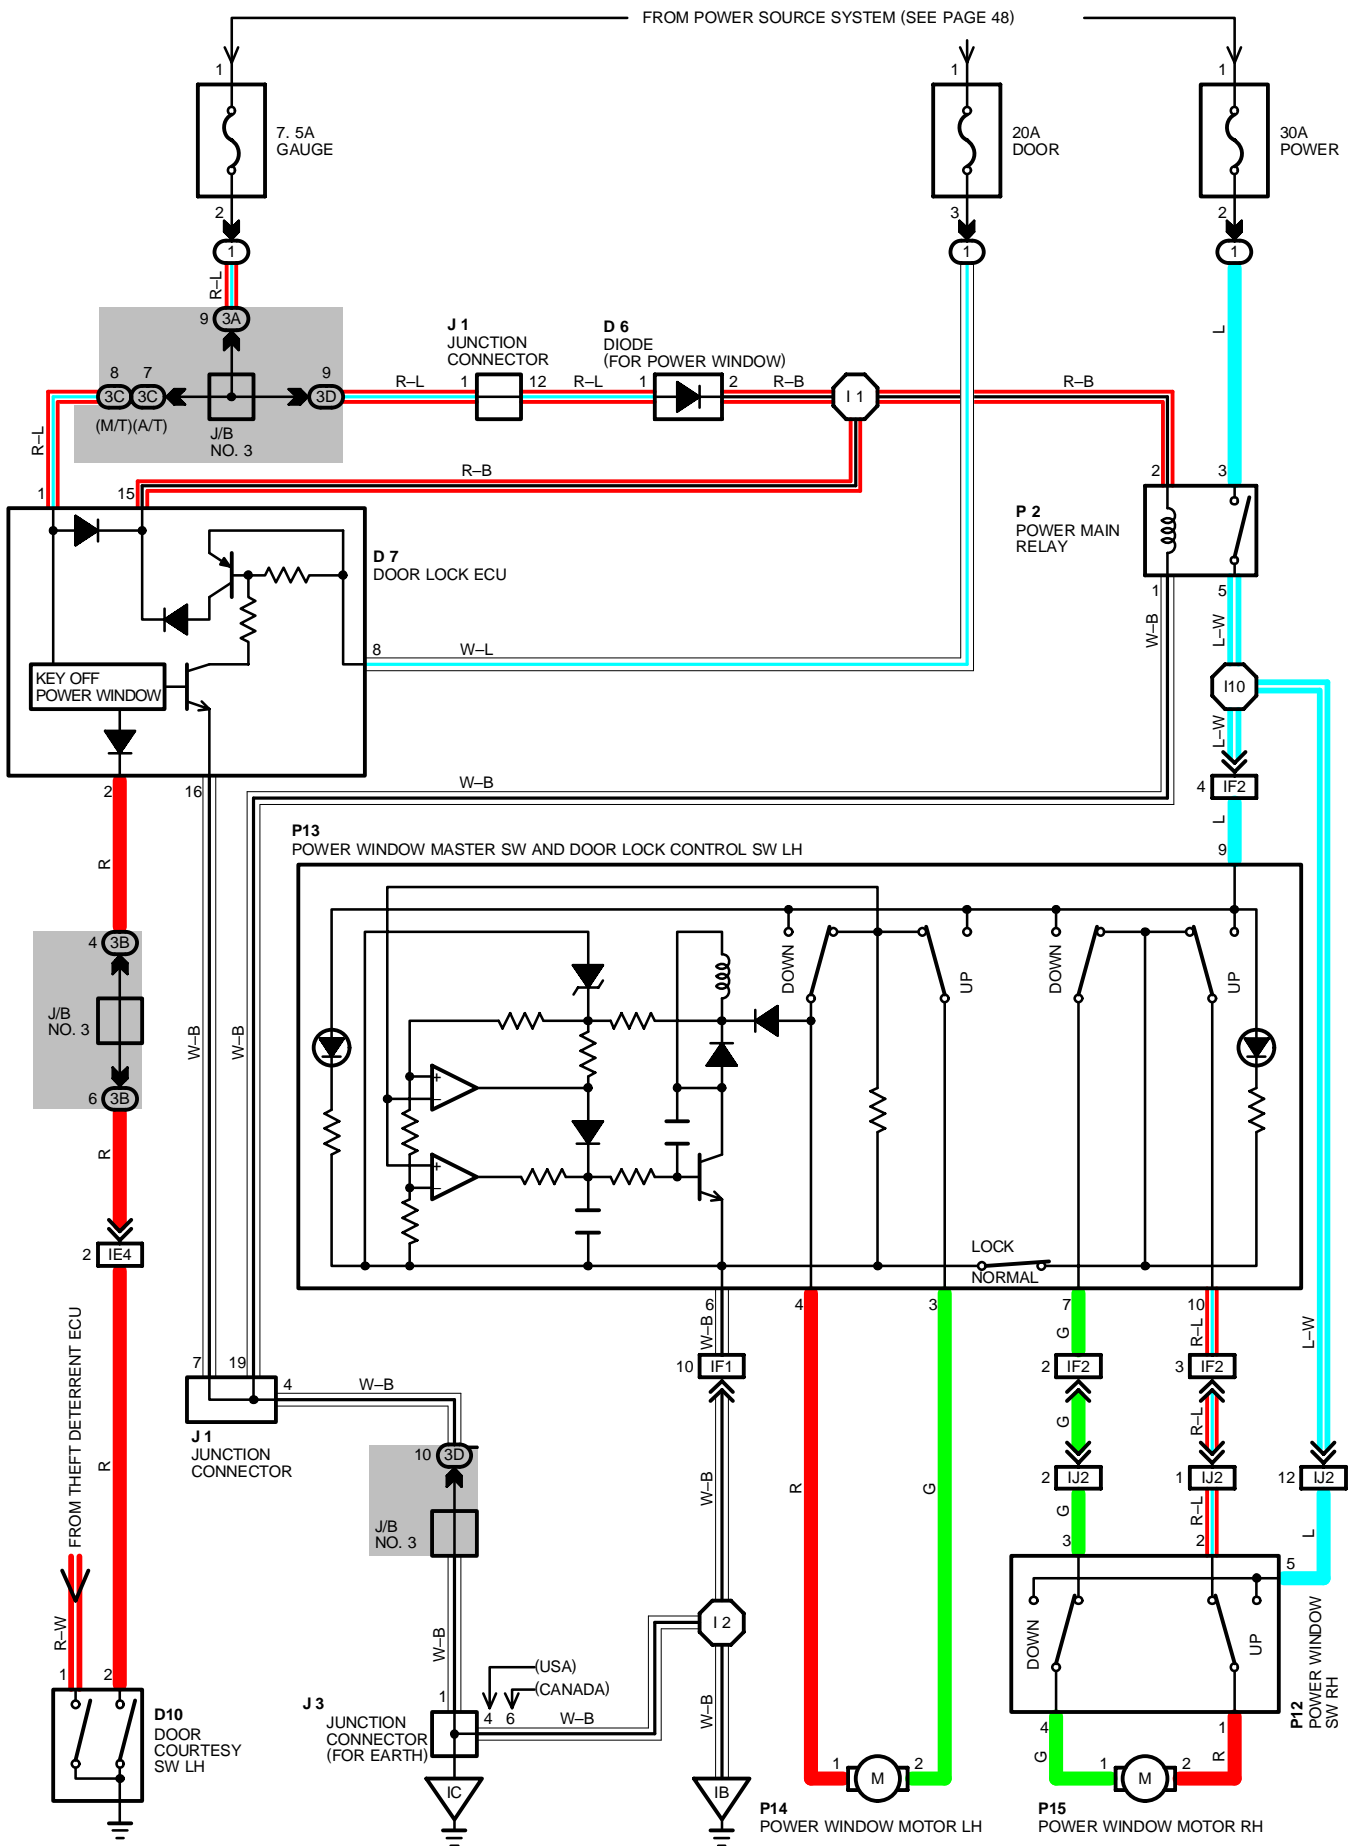 FROM POWER SOURCE SYSTEM (SEE PAGE 48)
1
1
1
7. 5A
GAUGE
20A
DOOR
30A
POWER
2
3
2
1
1
1
R–L
L
9 3A
8 7 9
3C 3C 3D
(M/T)(A/T)
J/B
NO. 3
R–L
J 1
JUNCTION
CONNECTOR
1 12
R–L
D 6
DIODE
(FOR POWER WINDOW)
1 2
R–B
I 1
R–B
R–L
R–B
1 15
2 3
P 2
POWER MAIN
RELAY
1 5
D 7
DOOR LOCK ECU
8 W–L
W–B
L–W
KEY OFF
POWER WINDOW
I10
L–W
2 16
W–B
4 IF2
L
P13
POWER WINDOW MASTER SW AND DOOR LOCK CONTROL SW LH
9
R
4 3B
J/B
NO. 3
6 3B
W–B
W–B
DOWN
UP
DOWN
UP
+
–
+
–
R
2 IE4
LOCK
NORMAL
6 4 3 7 10
W–B
G
R–L
L–W
FROM THEFT DETERRENT ECU
7 19
4 W–B
10 IF1
2 IF2
3 IF2
J 1
JUNCTION
CONNECTOR
G
R–L
10 3D
R
W–B
R
G
2 IJ2
1 IJ2
12 IJ2
J/B
NO. 3
G
R–L
L
3 2 5
R–W
1 2
W–B
I 2
DOWN
UP
P12
POWER WINDOW
SW RH
(USA)
(CANADA)
D10
DOOR
COURTESY
SW LH
J 3
JUNCTION
CONNECTOR
(FOR EARTH)
1
4 6
W–B
W–B
4 1
G
R
IC
IB
1 M 2
1 M 2
P14
POWER WINDOW MOTOR LH
P15
POWER WINDOW MOTOR RH